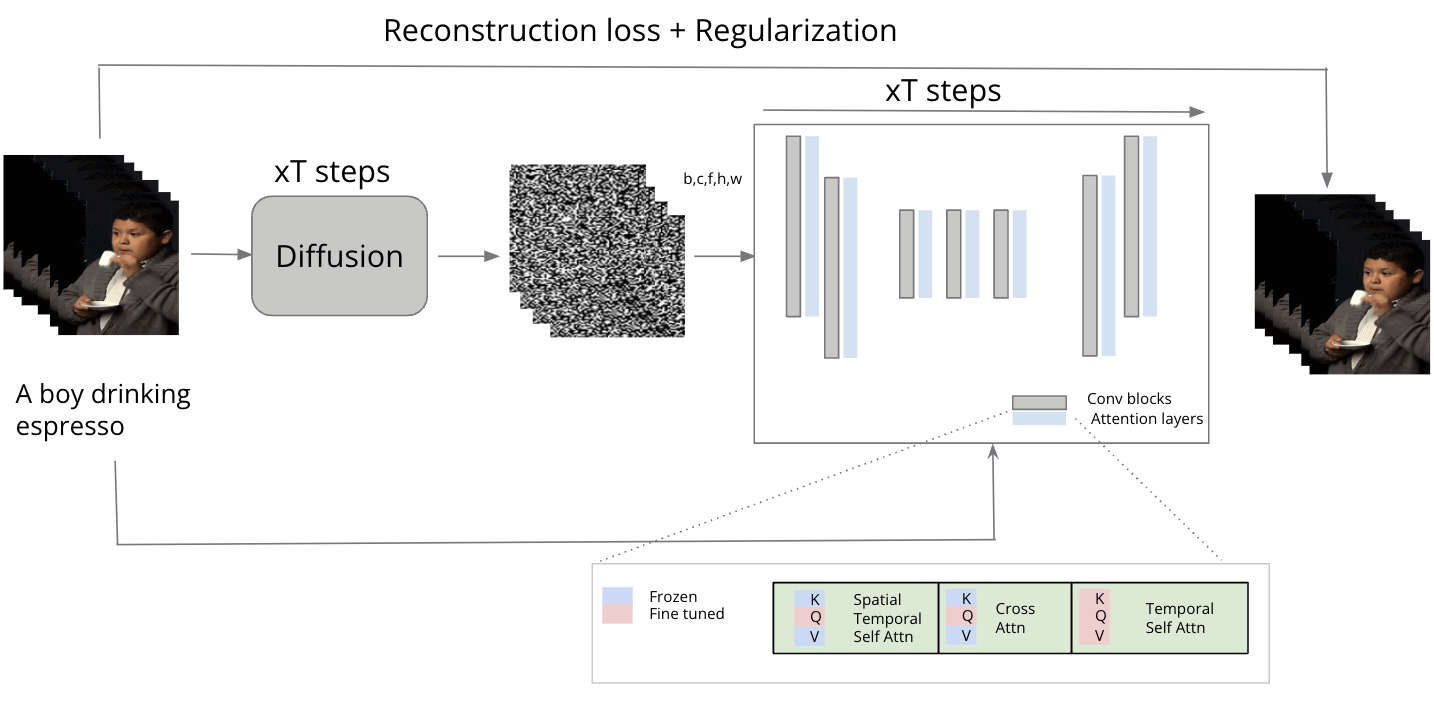 Reconstruction loss + Regularization
xT steps
xT steps
Diffusion
b,c,f,h,w
A boy drinking
espresso
Conv blocks
Attention layers
Frozen
Fine tuned
K
Q
V
Spatial
Temporal
Self Attn
K
Q
V
Cross
Attn
K
Q
V
Temporal
Self Attn